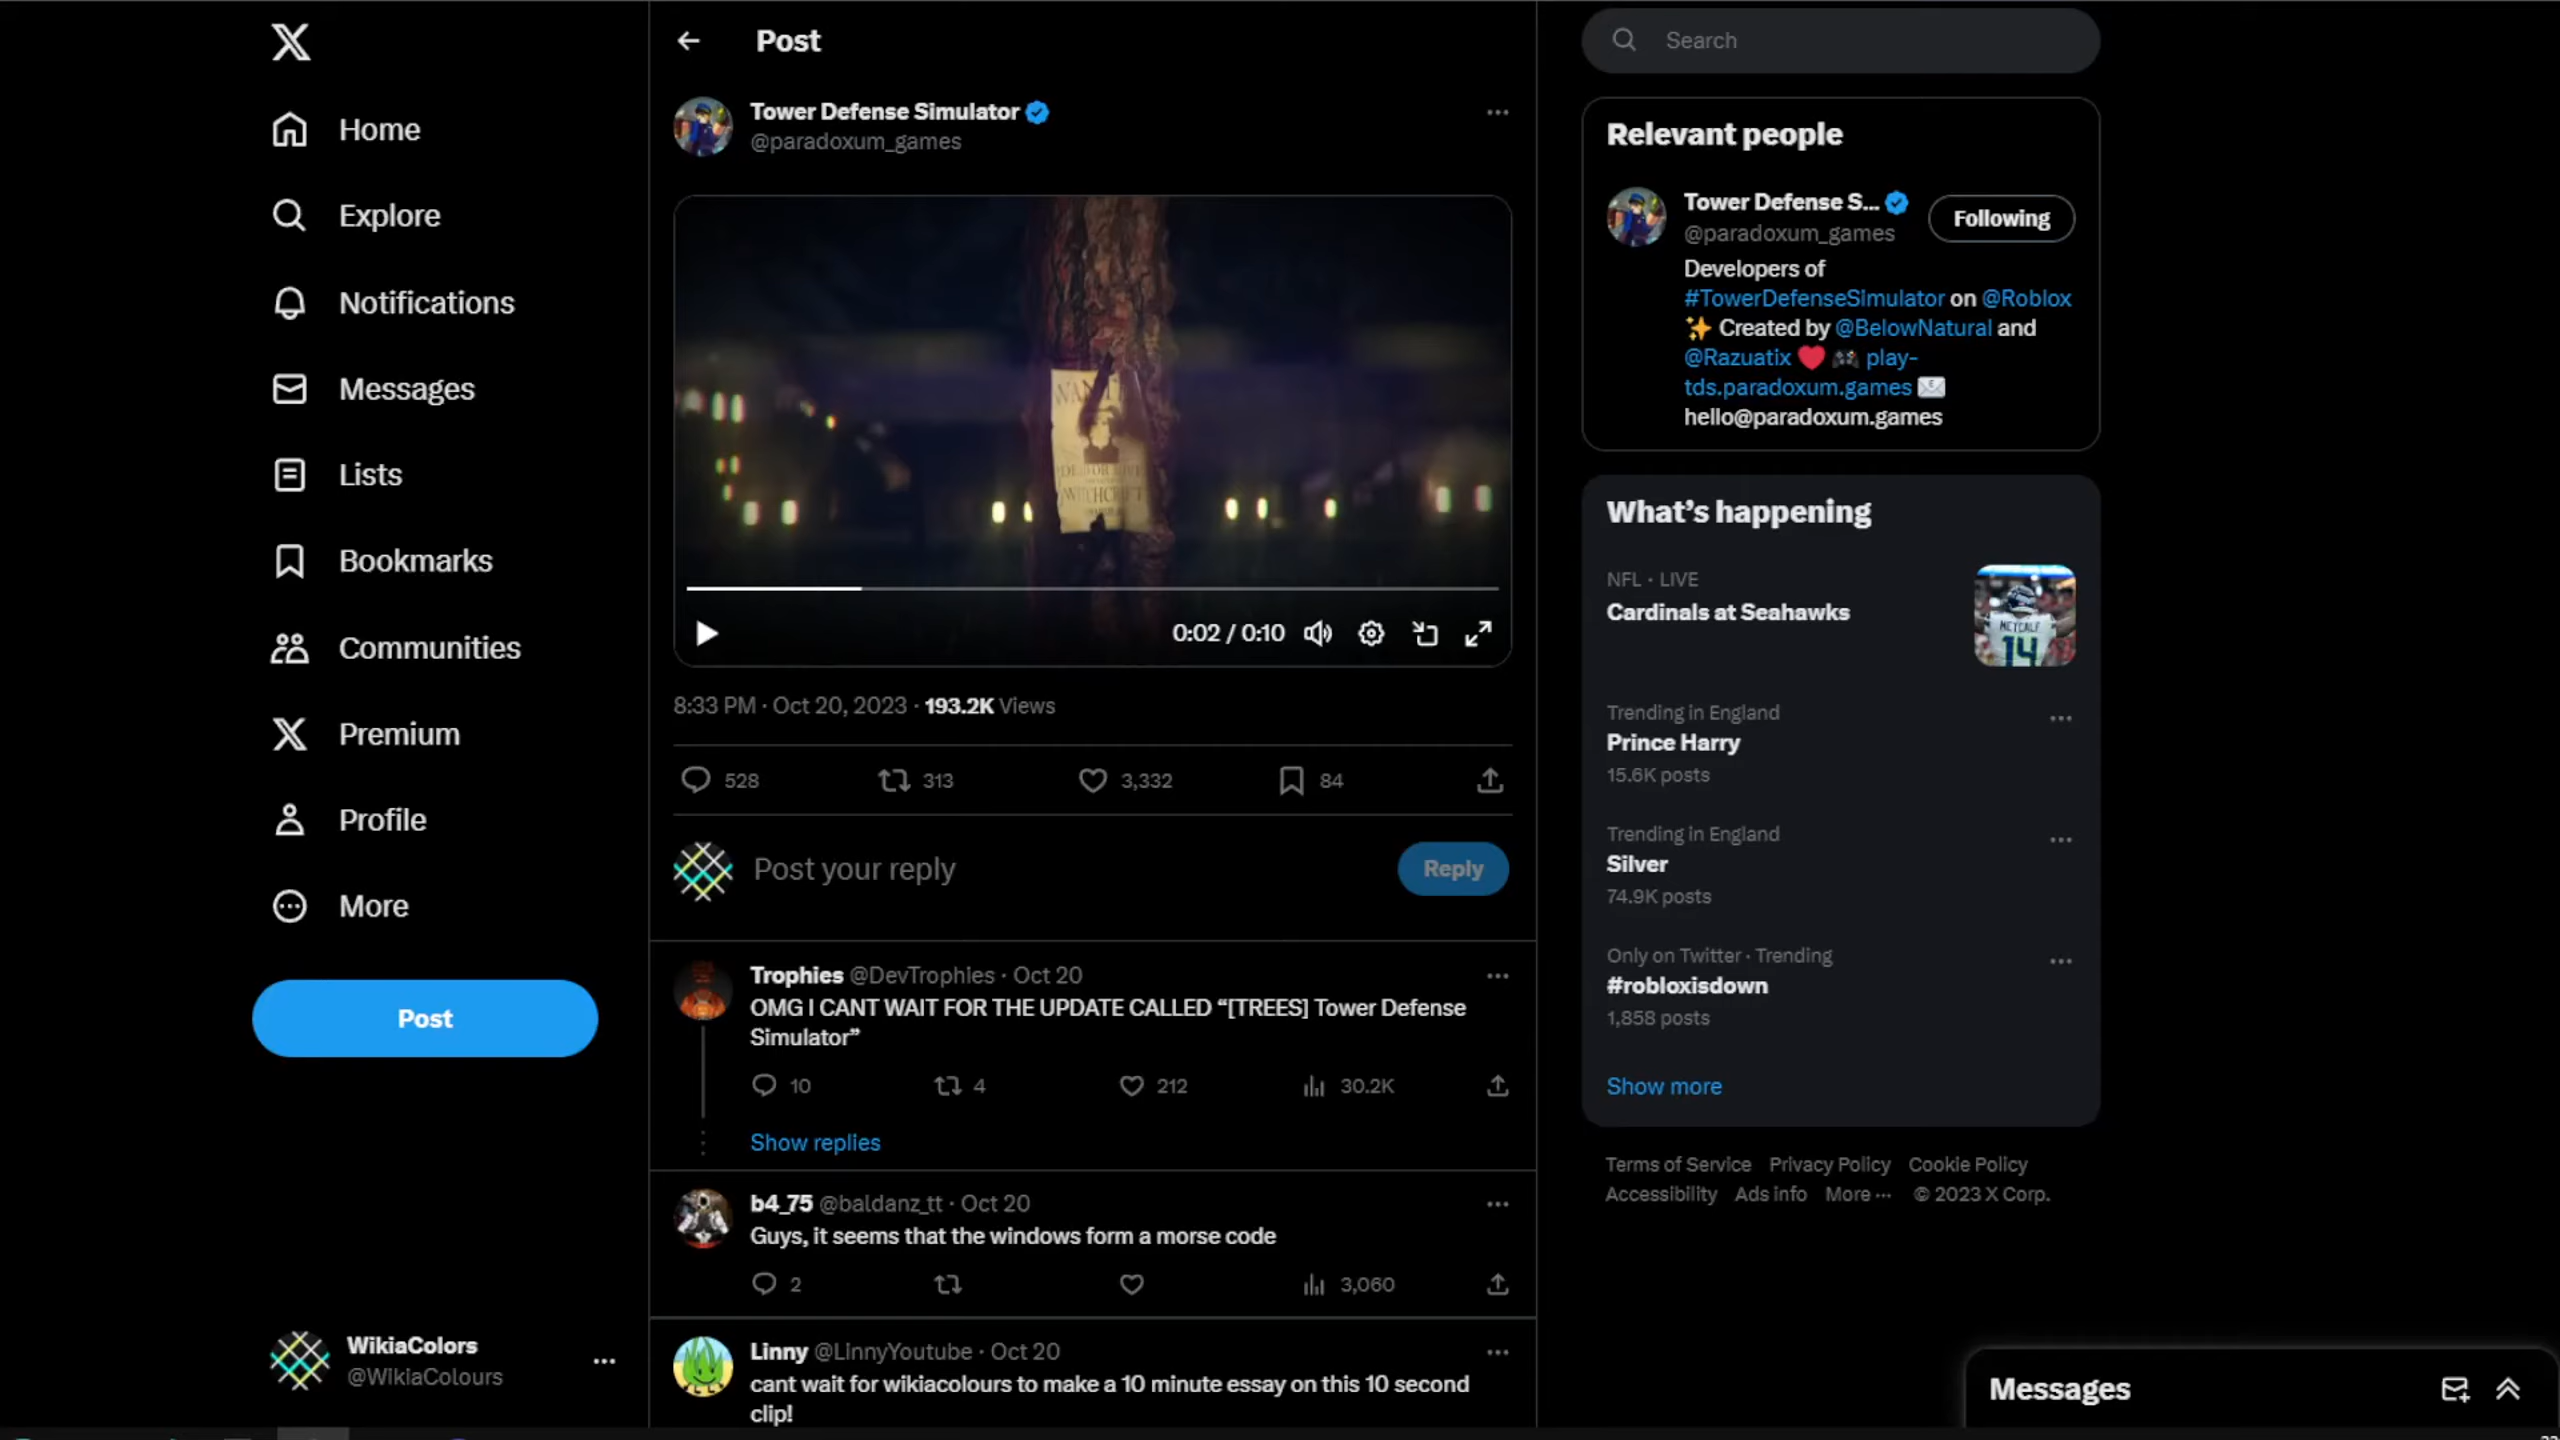 Home
Explore
Notifications
Messages
Lists
Bookmarks
Communities
Premium
Profile
More
Post
WikiaColors
@WikiaColours
Post
Tower Defense Simulator
@paradoxum_games
WITCHCRAFT
0:02 / 0:10
8:33 PM · Oct 20, 2023 · 193.2K Views
528 313 3,332 84
Post your reply
Reply
Trophies @DevTrophies · Oct 20
OMG I CANT WAIT FOR THE UPDATE CALLED “[TREES] Tower Defense
Simulator”
10 4 212 30.2K
Show replies
b4_75 @baldanz_tt · Oct 20
Guys, it seems that the windows form a morse code
2 3,060
Linny @LinnyYoutube · Oct 20
cant wait for wikiacolours to make a 10 minute essay on this 10 second
clip!
Search
Relevant people
Tower Defense S...
@paradoxum_games
Following
Developers of
#TowerDefenseSimulator on @Roblox
✨ Created by @BelowNatural and
@Razuatix ❤️ 🎮 play-
tds.paradoxum.games 📧
hello@paradoxum.games
What’s happening
NFL · LIVE
Cardinals at Seahawks
METCALF
14
Trending in England
Prince Harry
15.6K posts
Trending in England
Silver
74.9K posts
Only on Twitter · Trending
#robloxisdown
1,858 posts
Show more
Terms of Service Privacy Policy Cookie Policy
Accessibility Ads info More ··· © 2023 X Corp.
Messages